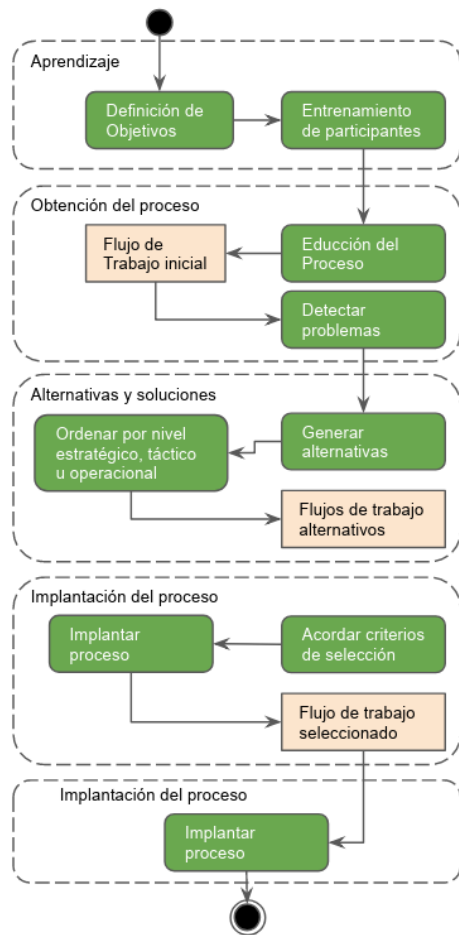 Aprendizaje
Definición de
Objetivos
Entrenamiento
de participantes
Obtención del proceso
Flujo de
Trabajo inicial
Educción del
Proceso
Detectar
problemas
Alternativas y soluciones
Ordenar por nivel
estratégico, táctico
u operacional
Generar
alternativas
Flujos de trabajo
alternativos
Implantación del proceso
Implantar
proceso
Acordar criterios
de selección
Flujo de trabajo
seleccionado
Implantación del proceso
Implantar
proceso